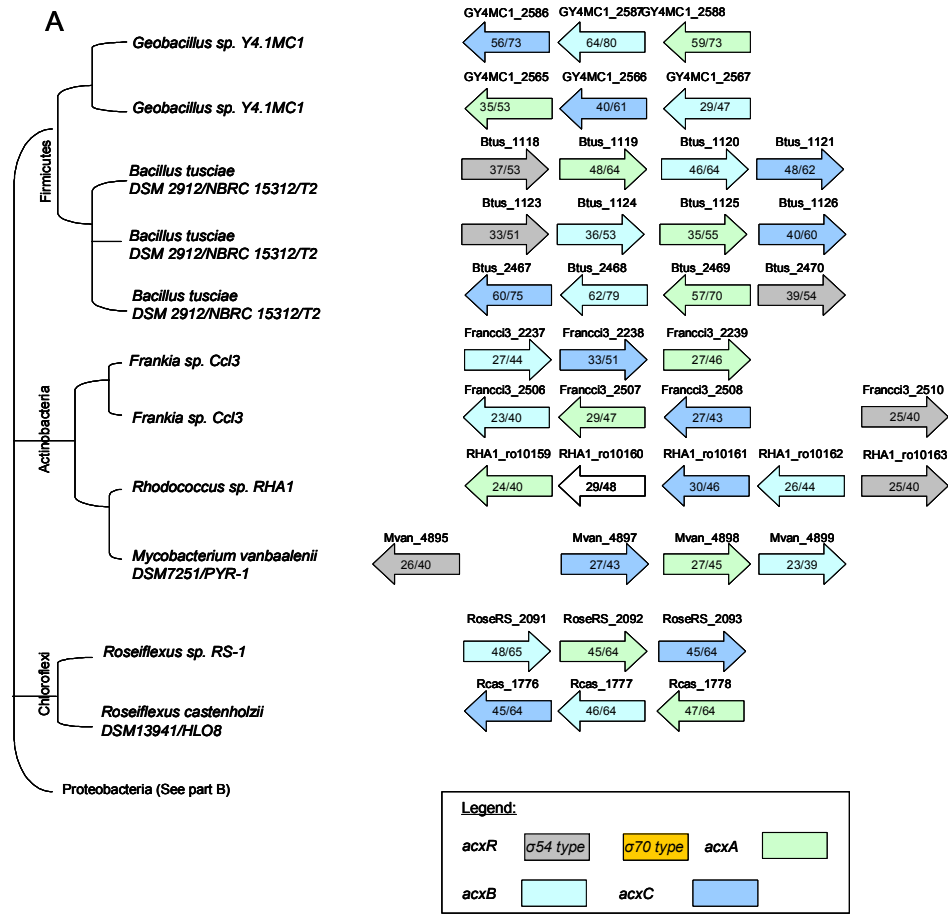 A
GY4MC1_2586 GY4MC1_2587 GY4MC1_2588
Geobacillus sp. Y4.1MC1 56/73 64/80 59/73
GY4MC1_2565 GY4MC1_2566 GY4MC1_2567
Geobacillus sp. Y4.1MC1 35/53 40/61 29/47
Firmicutes
Btus_1118 Btus_1119 Btus_1120 Btus_1121
Bacillus tusciae
DSM 2912/NBRC 15312/T2 37/53 48/64 46/64 48/62
Btus_1123 Btus_1124 Btus_1125 Btus_1126
Bacillus tusciae
DSM 2912/NBRC 15312/T2 33/51 36/53 35/55 40/60
Btus_2467 Btus_2468 Btus_2469 Btus_2470
Bacillus tusciae
DSM 2912/NBRC 15312/T2 60/75 62/79 57/70 39/54
Francci3_2237 Francci3_2238 Francci3_2239
Frankia sp. CcI3 27/44 33/51 27/46
Francci3_2506 Francci3_2507 Francci3_2508 Francci3_2510
Frankia sp. CcI3 23/40 29/47 27/43 25/40
Actinobacteria
RHA1_ro10159 RHA1_ro10160 RHA1_ro10161 RHA1_ro10162 RHA1_ro10163
Rhodococcus sp. RHA1 24/40 29/48 30/46 26/44 25/40
Mvan_4895 Mvan_4897 Mvan_4898 Mvan_4899
Mycobacterium vanbaalenii
DSM7251/PYR-1 26/40 27/43 27/45 23/39
RoseRS_2091 RoseRS_2092 RoseRS_2093
Roseiflexus sp. RS-1 48/65 45/64 45/64
Chloroflexi
Rcas_1776 Rcas_1777 Rcas_1778
Roseiflexus castenholzii
DSM13941/HLO8 45/64 46/64 47/64
Proteobacteria (See part B)
Legend:
acxR σ54 type σ70 type acxA
acxB acxC